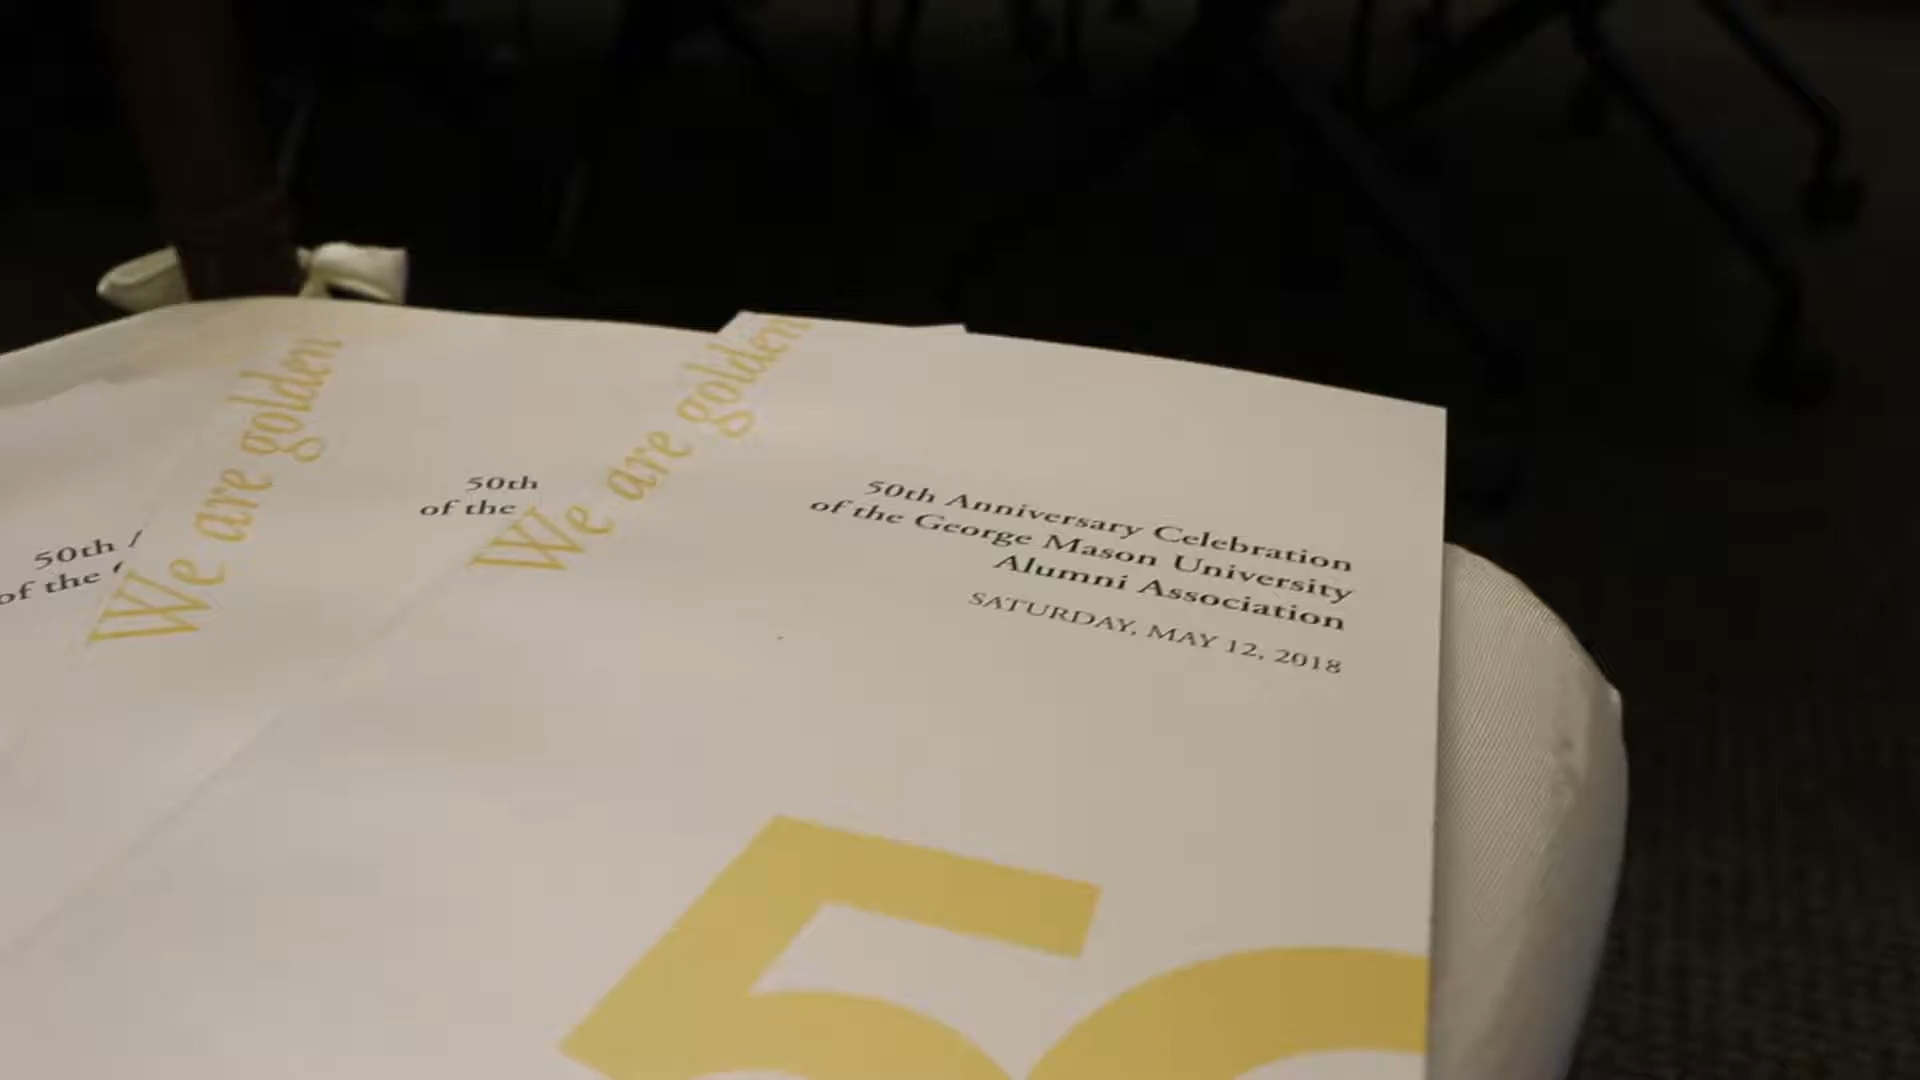 We are golden
50th
of the
We are golden
50th
of the
50th Anniversary Celebration
of the George Mason University
Alumni Association
SATURDAY, MAY 12, 2018
50